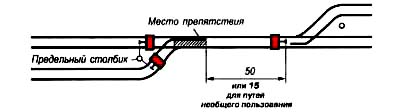 Место препятствия
Предельный столбик
50
или 15
для путей
необщего пользования